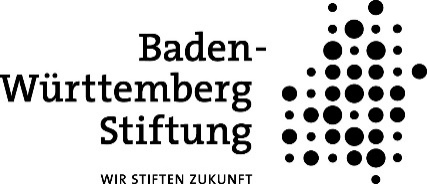 Baden-
Württemberg
Stiftung
WIR STIFTEN ZUKUNFT